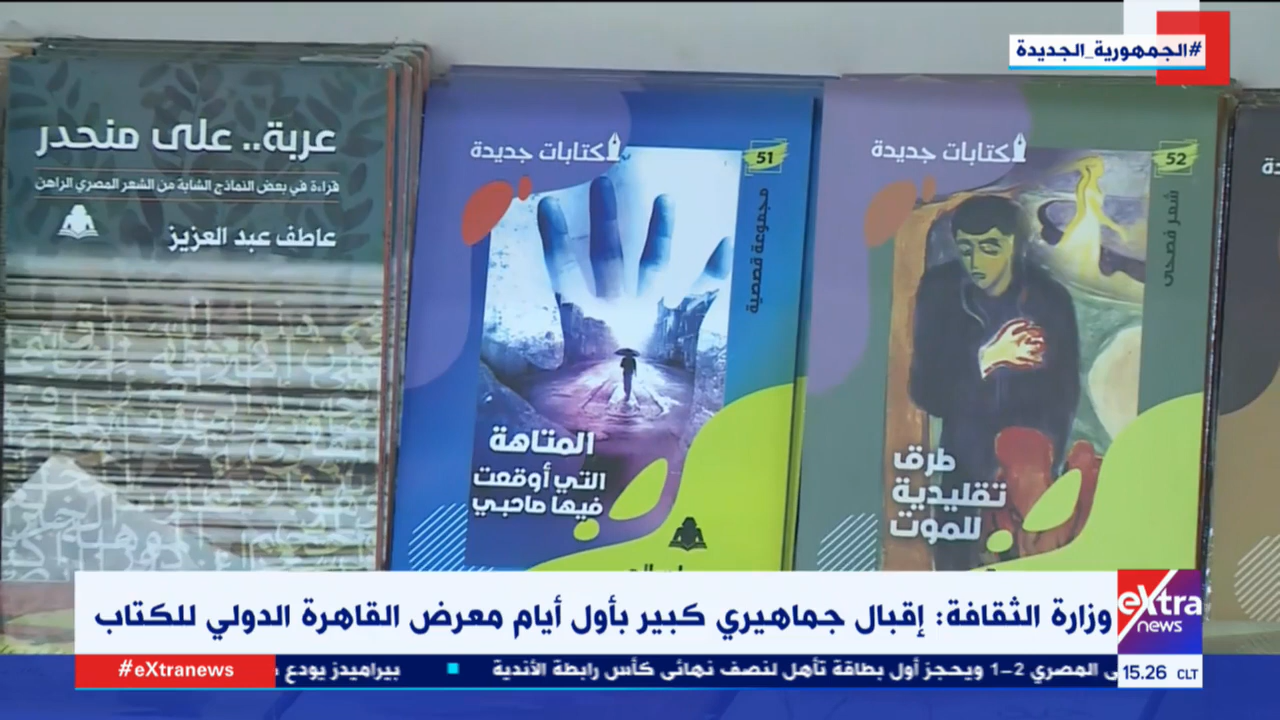 #الجمهورية_الجديدة
عربة.. على منحدر
قراءة في بعض النماذج الشابة من الشعر المصري الراهن
عاطف عبد العزيز
كتابات جديدة
51
مجموعة قصصية
المتاهة
التي أوقعت
فيها صاحبي
كتابات جديدة
52
شعر فصحى
طرق
تقليدية
للموت
وزارة الثقافة: إقبال جماهيري كبير بأول أيام معرض القاهرة الدولي للكتاب
eXtra
news
المصري 2-1 ويحجز أول بطاقة تأهل لنصف نهائى كأس رابطة الأندية
بيراميدز يودع
#eXtranews
15.26 CLT